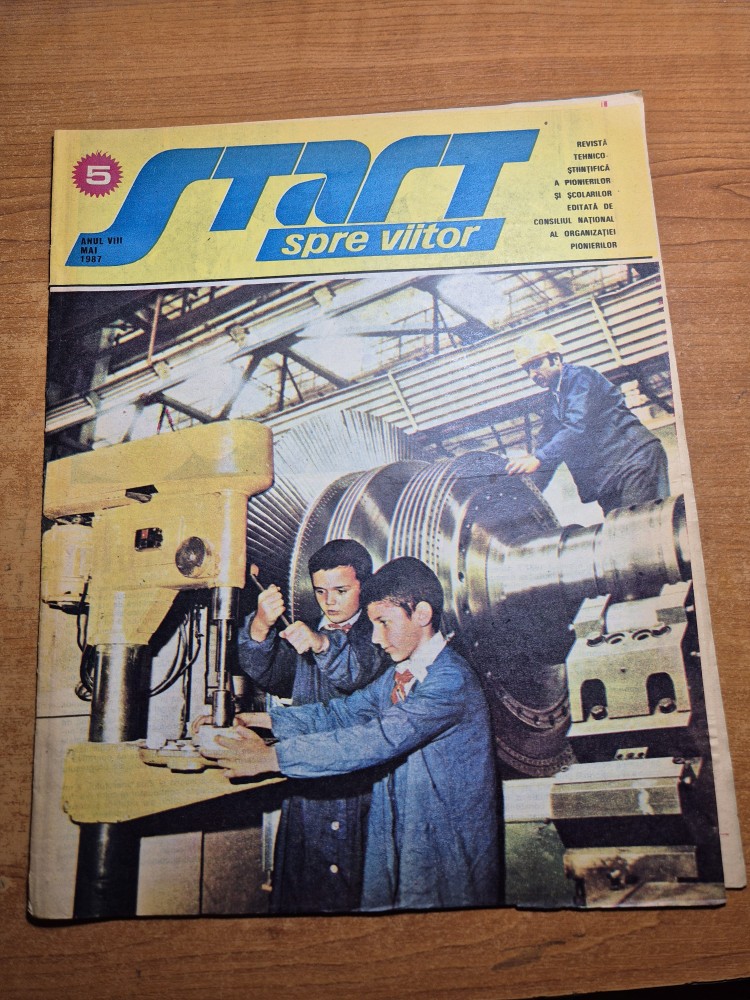 5
START
spre viitor
ANUL VIII
MAI
1987
REVISTĂ
TEHNICO-
ȘTIINȚIFICĂ
A PIONIERILOR
ȘI ȘCOLARILOR
EDITATĂ DE
CONSILIUL NAȚIONAL
AL ORGANIZAȚIEI
PIONIERILOR